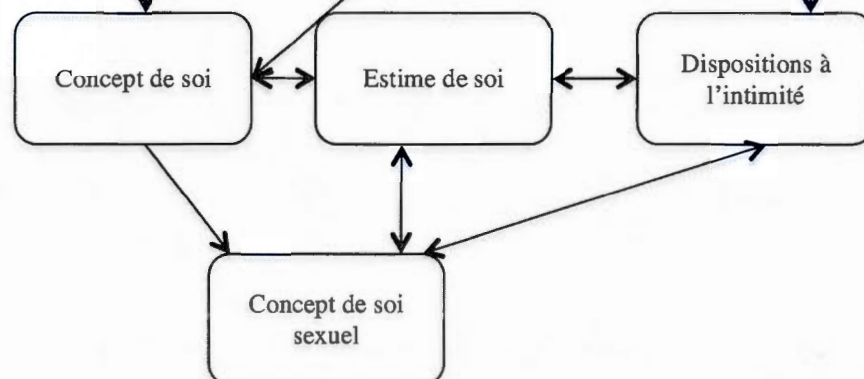 Concept de soi
Estime de soi
Dispositions à
l'intimité
Concept de soi
sexuel